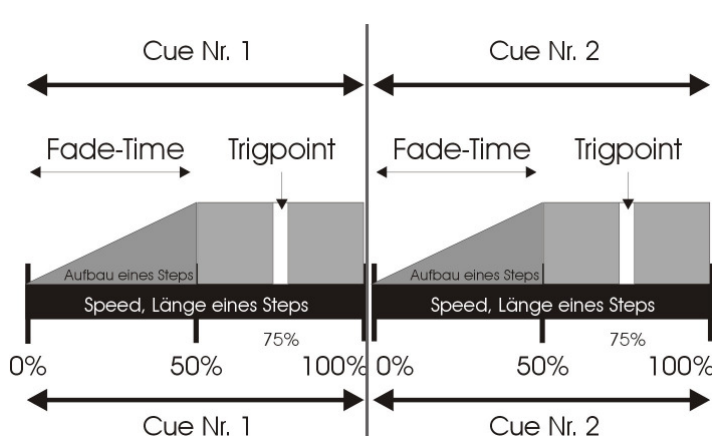 Cue Nr. 1 Cue Nr. 2
Fade-Time Trigpoint Fade-Time Trigpoint
Aufbau eines Steps Aufbau eines Steps
Speed, Länge eines Steps Speed, Länge eines Steps
75% 75%
0% 50% 100% 0% 50% 100%
Cue Nr. 1 Cue Nr. 2